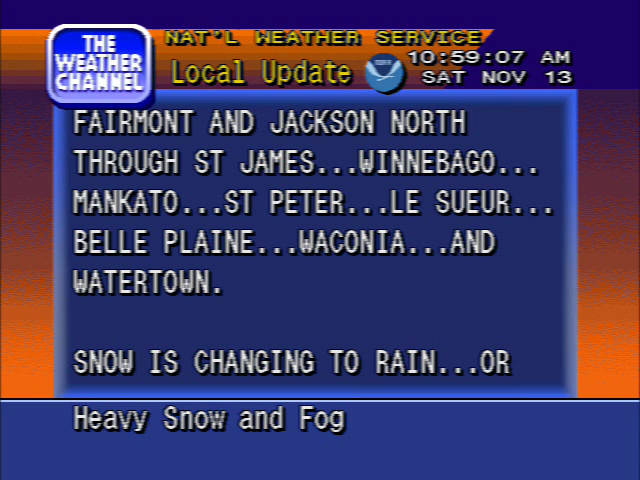 THE
WEATHER
CHANNEL
NAT'L WEATHER SERVICE
Local Update
10:59:07 AM
SAT NOV 13
FAIRMONT AND JACKSON NORTH
THROUGH ST JAMES...WINNEBAGO...
MANKATO...ST PETER...LE SUEUR...
BELLE PLAINE...WACONIA...AND
WATERTOWN.
SNOW IS CHANGING TO RAIN...OR
Heavy Snow and Fog